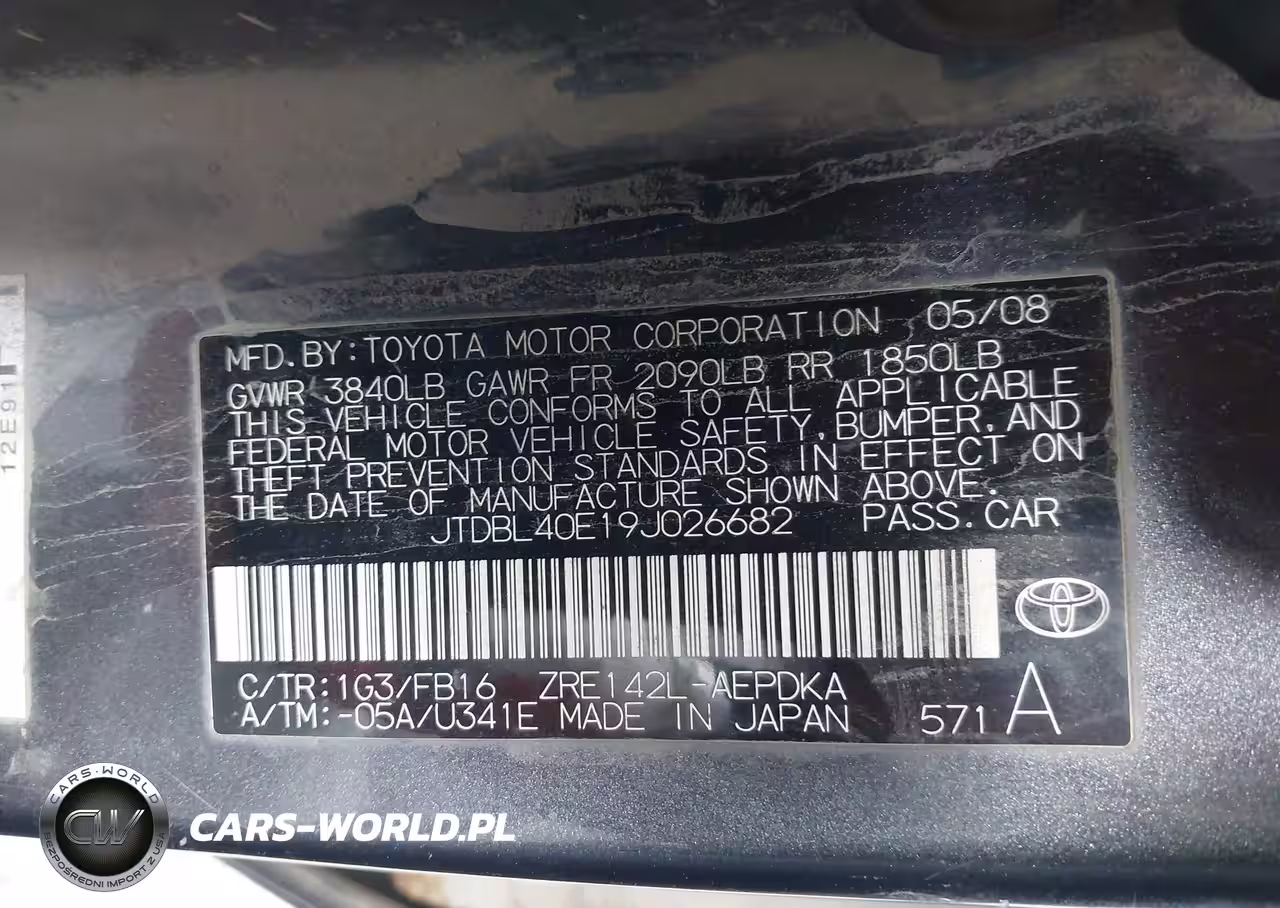 MFD.BY:TOYOTA MOTOR CORPORATION 05/08
GVWR 3840LB GAWR FR 2090LB RR 1850LB
THIS VEHICLE CONFORMS TO ALL APPLICABLE
FEDERAL MOTOR VEHICLE SAFETY,BUMPER,AND
THEFT PREVENTION STANDARDS IN EFFECT ON
THE DATE OF MANUFACTURE SHOWN ABOVE.
JTDBL40E19J026682 PASS.CAR
C/TR:1G3/FB16 ZRE142L-AEPDKA
A/TM:-05A/U341E MADE IN JAPAN 571 A
12E91
CARS-WORLD
CW
BEZPOŚREDNI IMPORT Z USA
CARS-WORLD.PL